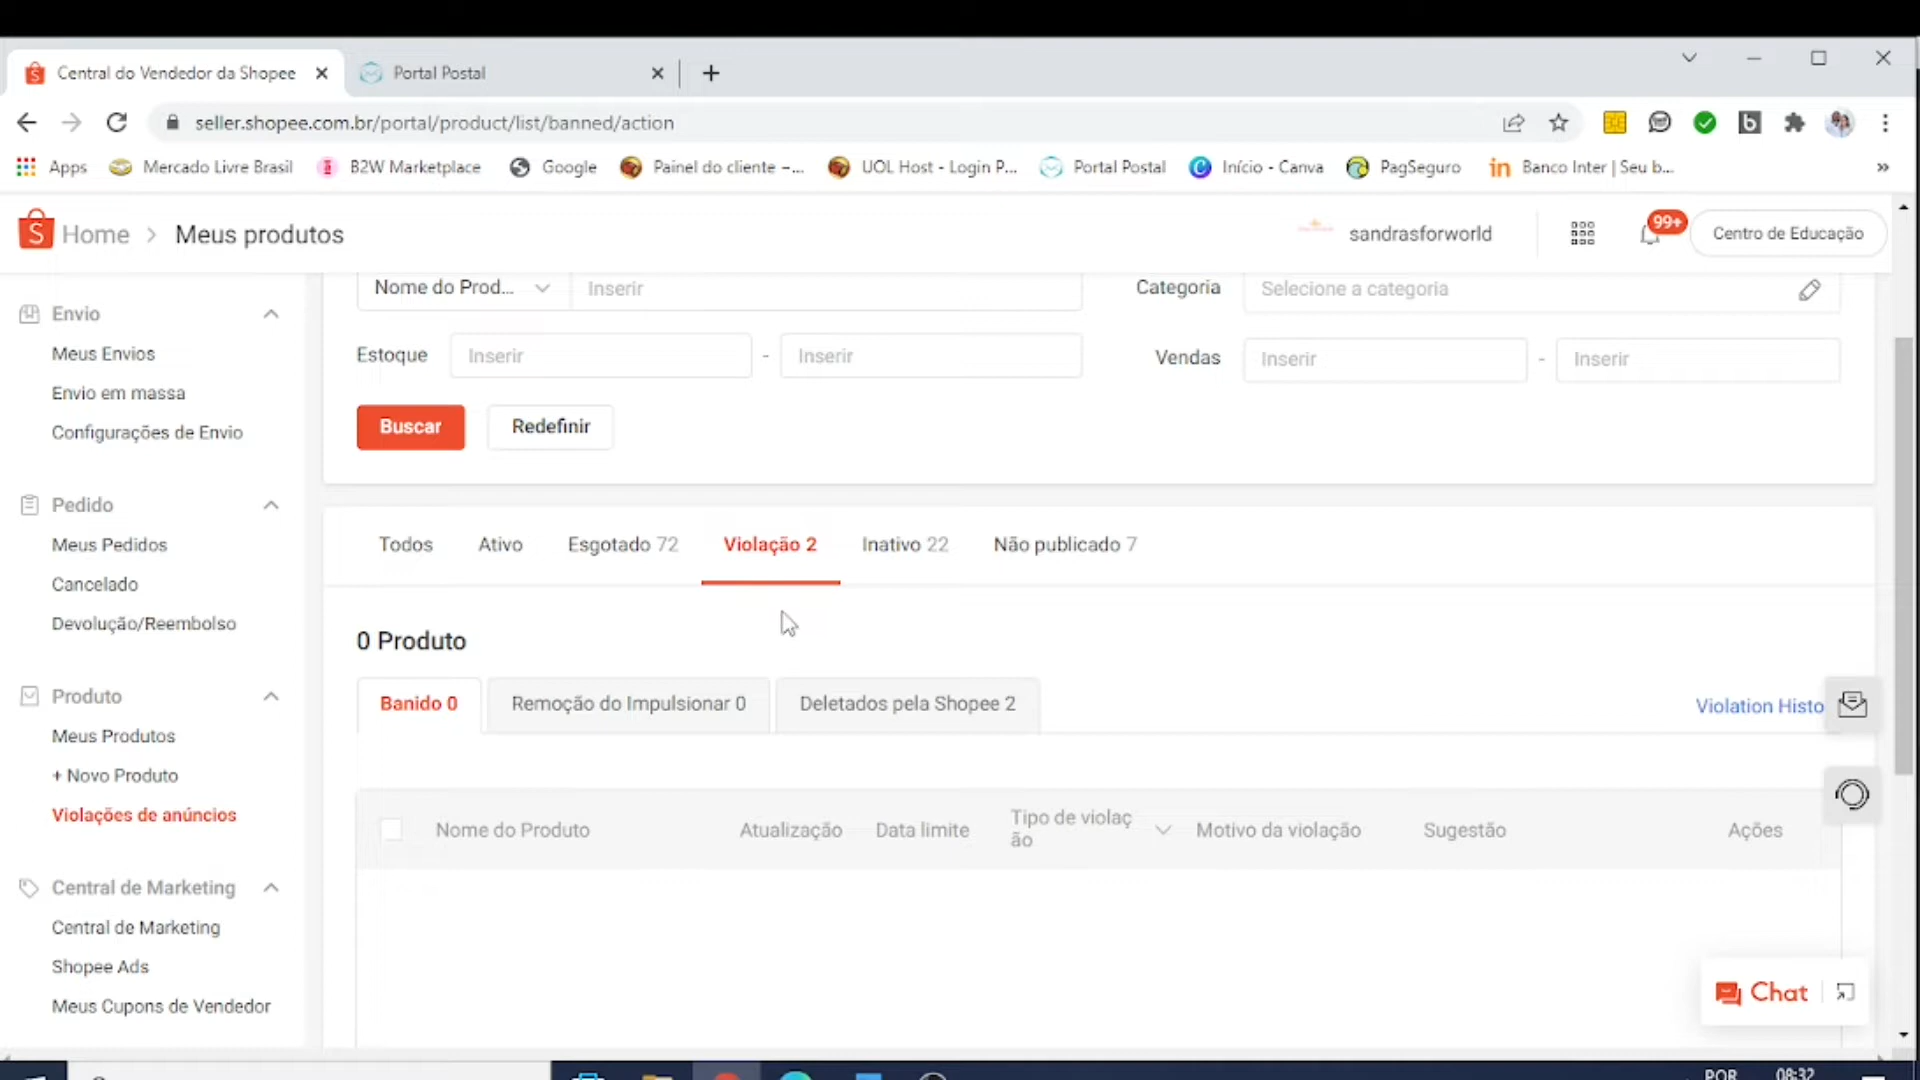 Central do Vendedor da Shopee
Portal Postal
seller.shopee.com.br/portal/product/list/banned/action
Apps
Mercado Livre Brasil
B2W Marketplace
Google
Painel do cliente –...
UOL Host - Login P...
Portal Postal
Início - Canva
PagSeguro
Banco Inter | Seu b...
Home > Meus produtos
sandrasforworld
99+
Centro de Educação
Nome do Prod...
Inserir
Categoria
Selecione a categoria
Estoque
Inserir
-
Inserir
Vendas
Inserir
-
Inserir
Buscar
Redefinir
Envio
Meus Envios
Envio em massa
Configurações de Envio
Pedido
Meus Pedidos
Cancelado
Devolução/Reembolso
Produto
Meus Produtos
+ Novo Produto
Violações de anúncios
Central de Marketing
Central de Marketing
Shopee Ads
Meus Cupons de Vendedor
Todos
Ativo
Esgotado 72
Violação 2
Inativo 22
Não publicado 7
0 Produto
Banido 0
Remoção do Impulsionar 0
Deletados pela Shopee 2
Violation Histo
Nome do Produto
Atualização
Data limite
Tipo de violaç
ão
Motivo da violação
Sugestão
Ações
Chat
POR
08:32